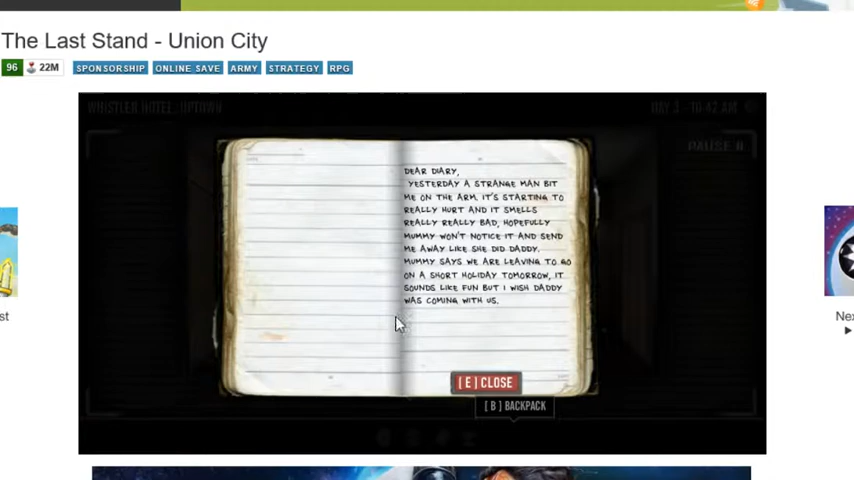 The Last Stand - Union City
96 22M SPONSORSHIP ONLINE SAVE ARMY STRATEGY RPG
WHISTLER HOTEL, UPTOWN DAY 3 - 10:42 AM
PAUSE
DEAR DIARY,
YESTERDAY A STRANGE MAN BIT
ME ON THE ARM. IT'S STARTING TO
REALLY HURT AND IT SMELLS
REALLY REALLY BAD, HOPEFULLY
MUMMY WON'T NOTICE IT AND SEND
ME AWAY LIKE SHE DID DADDY.
MUMMY SAYS WE ARE LEAVING TO GO
ON A SHORT HOLIDAY TOMORROW, IT
SOUNDS LIKE FUN BUT I WISH DADDY
WAS COMING WITH US.
st
Nex
[ E ] CLOSE
[ B ] BACKPACK